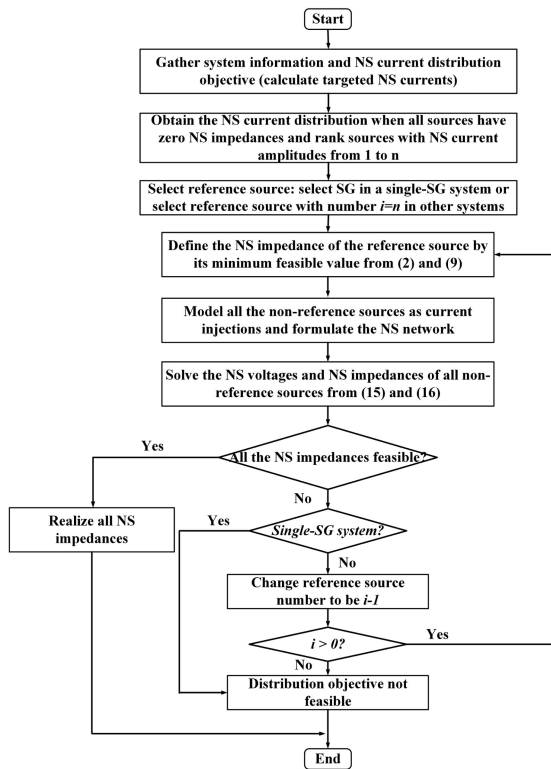 Start
Gather system information and NS current distribution
objective (calculate targeted NS currents)
Obtain the NS current distribution when all sources have
zero NS impedances and rank sources with NS current
amplitudes from 1 to n
Select reference source: select SG in a single-SG system or
select reference source with number i=n in other systems
Define the NS impedance of the reference source by
its minimum feasible value from (2) and (9)
Model all the non-reference sources as current
injections and formulate the NS network
Solve the NS voltages and NS impedances of all non-
reference sources from (15) and (16)
Yes
All the NS impedances feasible?
No
Realize all NS
impedances
Yes
Single-SG system?
No
Change reference source
number to be i-1
i > 0?
Yes
No
Distribution objective not
feasible
End